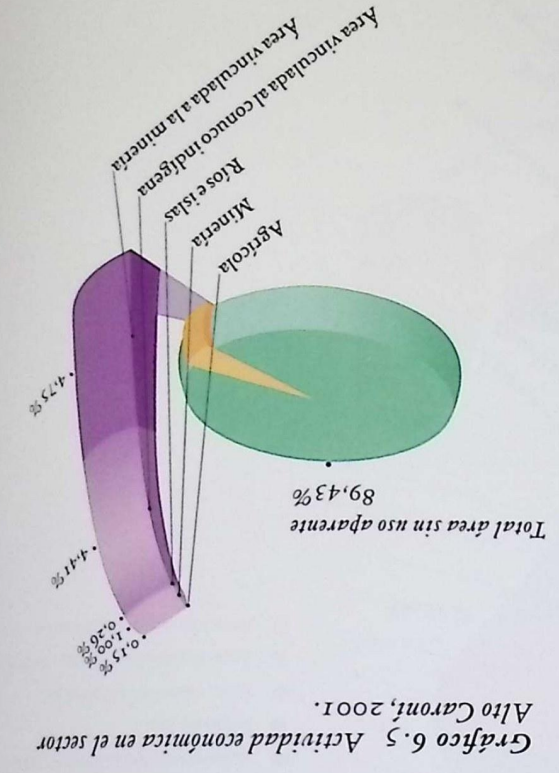 Gráfico 6.5 Actividad económica en el sector
Alto Caroní, 2001.
Total área sin uso aparente
89,43%
0,15 %
1,00 %
0,26 %
4,41 %
4,75 %
Agrícola
Minería
Ríos e islas
Área vinculada al conuco indígena
Área vinculada a la minería